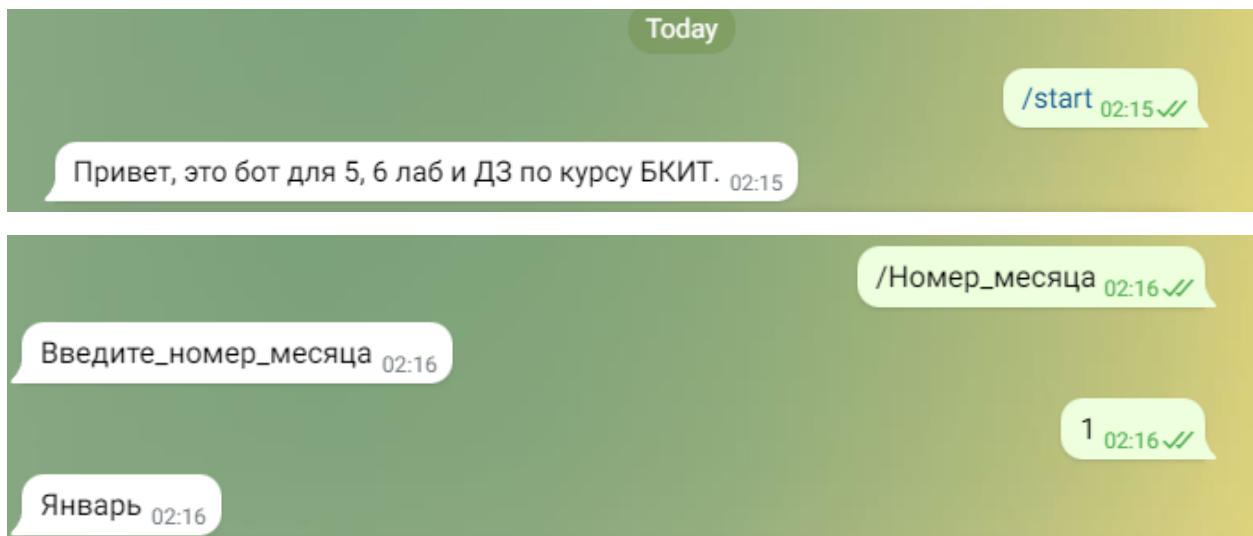 Today
/start 02:15
Привет, это бот для 5, 6 лаб и ДЗ по курсу БКИТ. 02:15
/Номер_месяца 02:16
Введите_номер_месяца 02:16
1 02:16
Январь 02:16